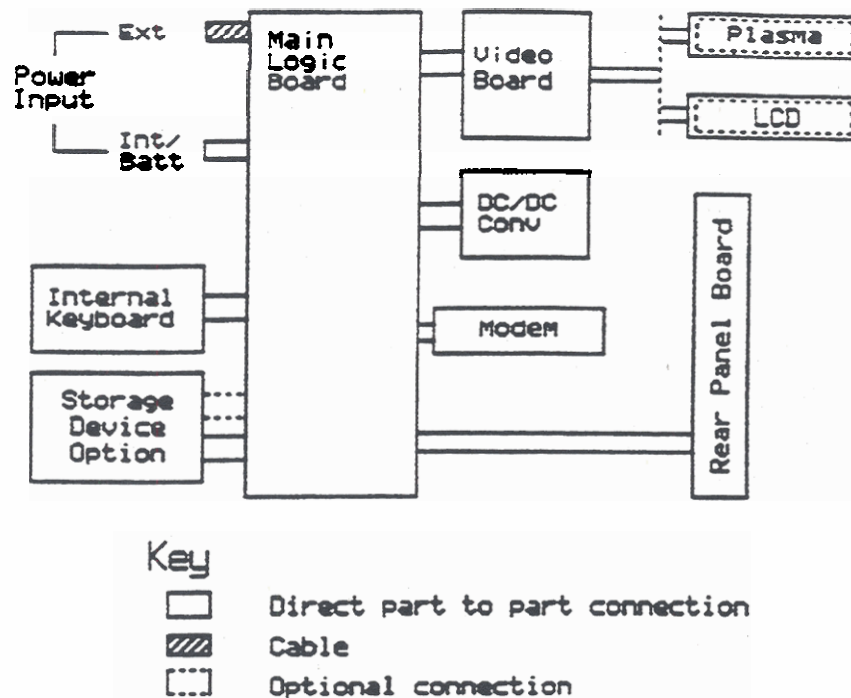 Ext
Power
Input
Int/
Batt
Main
Logic
Board
Video
Board
Plasma
LCD
DC/DC
Conv
Internal
Keyboard
Modem
Storage
Device
Option
Rear Panel Board
Key
Direct part to part connection
Cable
Optional connection